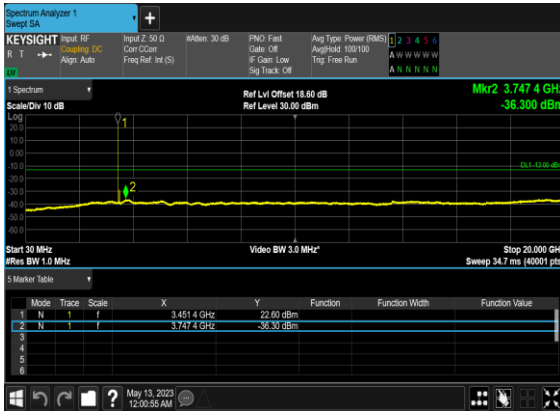 Spectrum Analyzer 1
Swept SA
+
KEYSIGHT Input: RF Input Z: 50 Ω #Atten: 30 dB PNO: Fast Avg Type: Power (RMS) 1 2 3 4 5 6
R T Coupling: DC Corr CCorr Gate: Off Avg|Hold: 100/100 A W W W W W
Align: Auto Freq Ref: Int (S) IF Gain: Low Trig: Free Run
Sig Track: Off A N N N N N
1 Spectrum
Scale/Div 10 dB Ref Lvl Offset 18.60 dB Mkr2 3.747 4 GHz
Ref Level 30.00 dBm -36.300 dBm
Log
20.0
10.0
0.00
-10.0
-20.0
-30.0
-40.0
-50.0
-60.0
1
2
DL1 -13.00 dBm
Start 30 MHz Video BW 3.0 MHz* Stop 20.000 GHz
#Res BW 1.0 MHz Sweep 34.7 ms (40001 pts)
5 Marker Table
Mode Trace Scale X Y Function Function Width Function Value
1 N 1 f 3.451 4 GHz 22.60 dBm
2 N 1 f 3.747 4 GHz -36.30 dBm
3
4
5
6
? May 13, 2023
12:00:55 AM